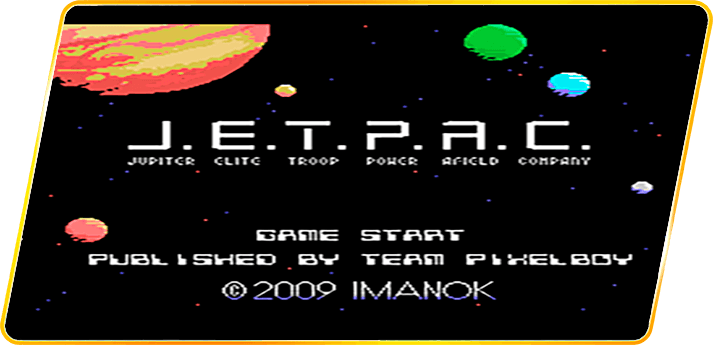 J.E.T.P.A.C.
JUPITER ELITE TROOP POWER AFIELD COMPANY
GAME START
PUBLISHED BY TEAM PIXELBOY
© 2009 IMANOK